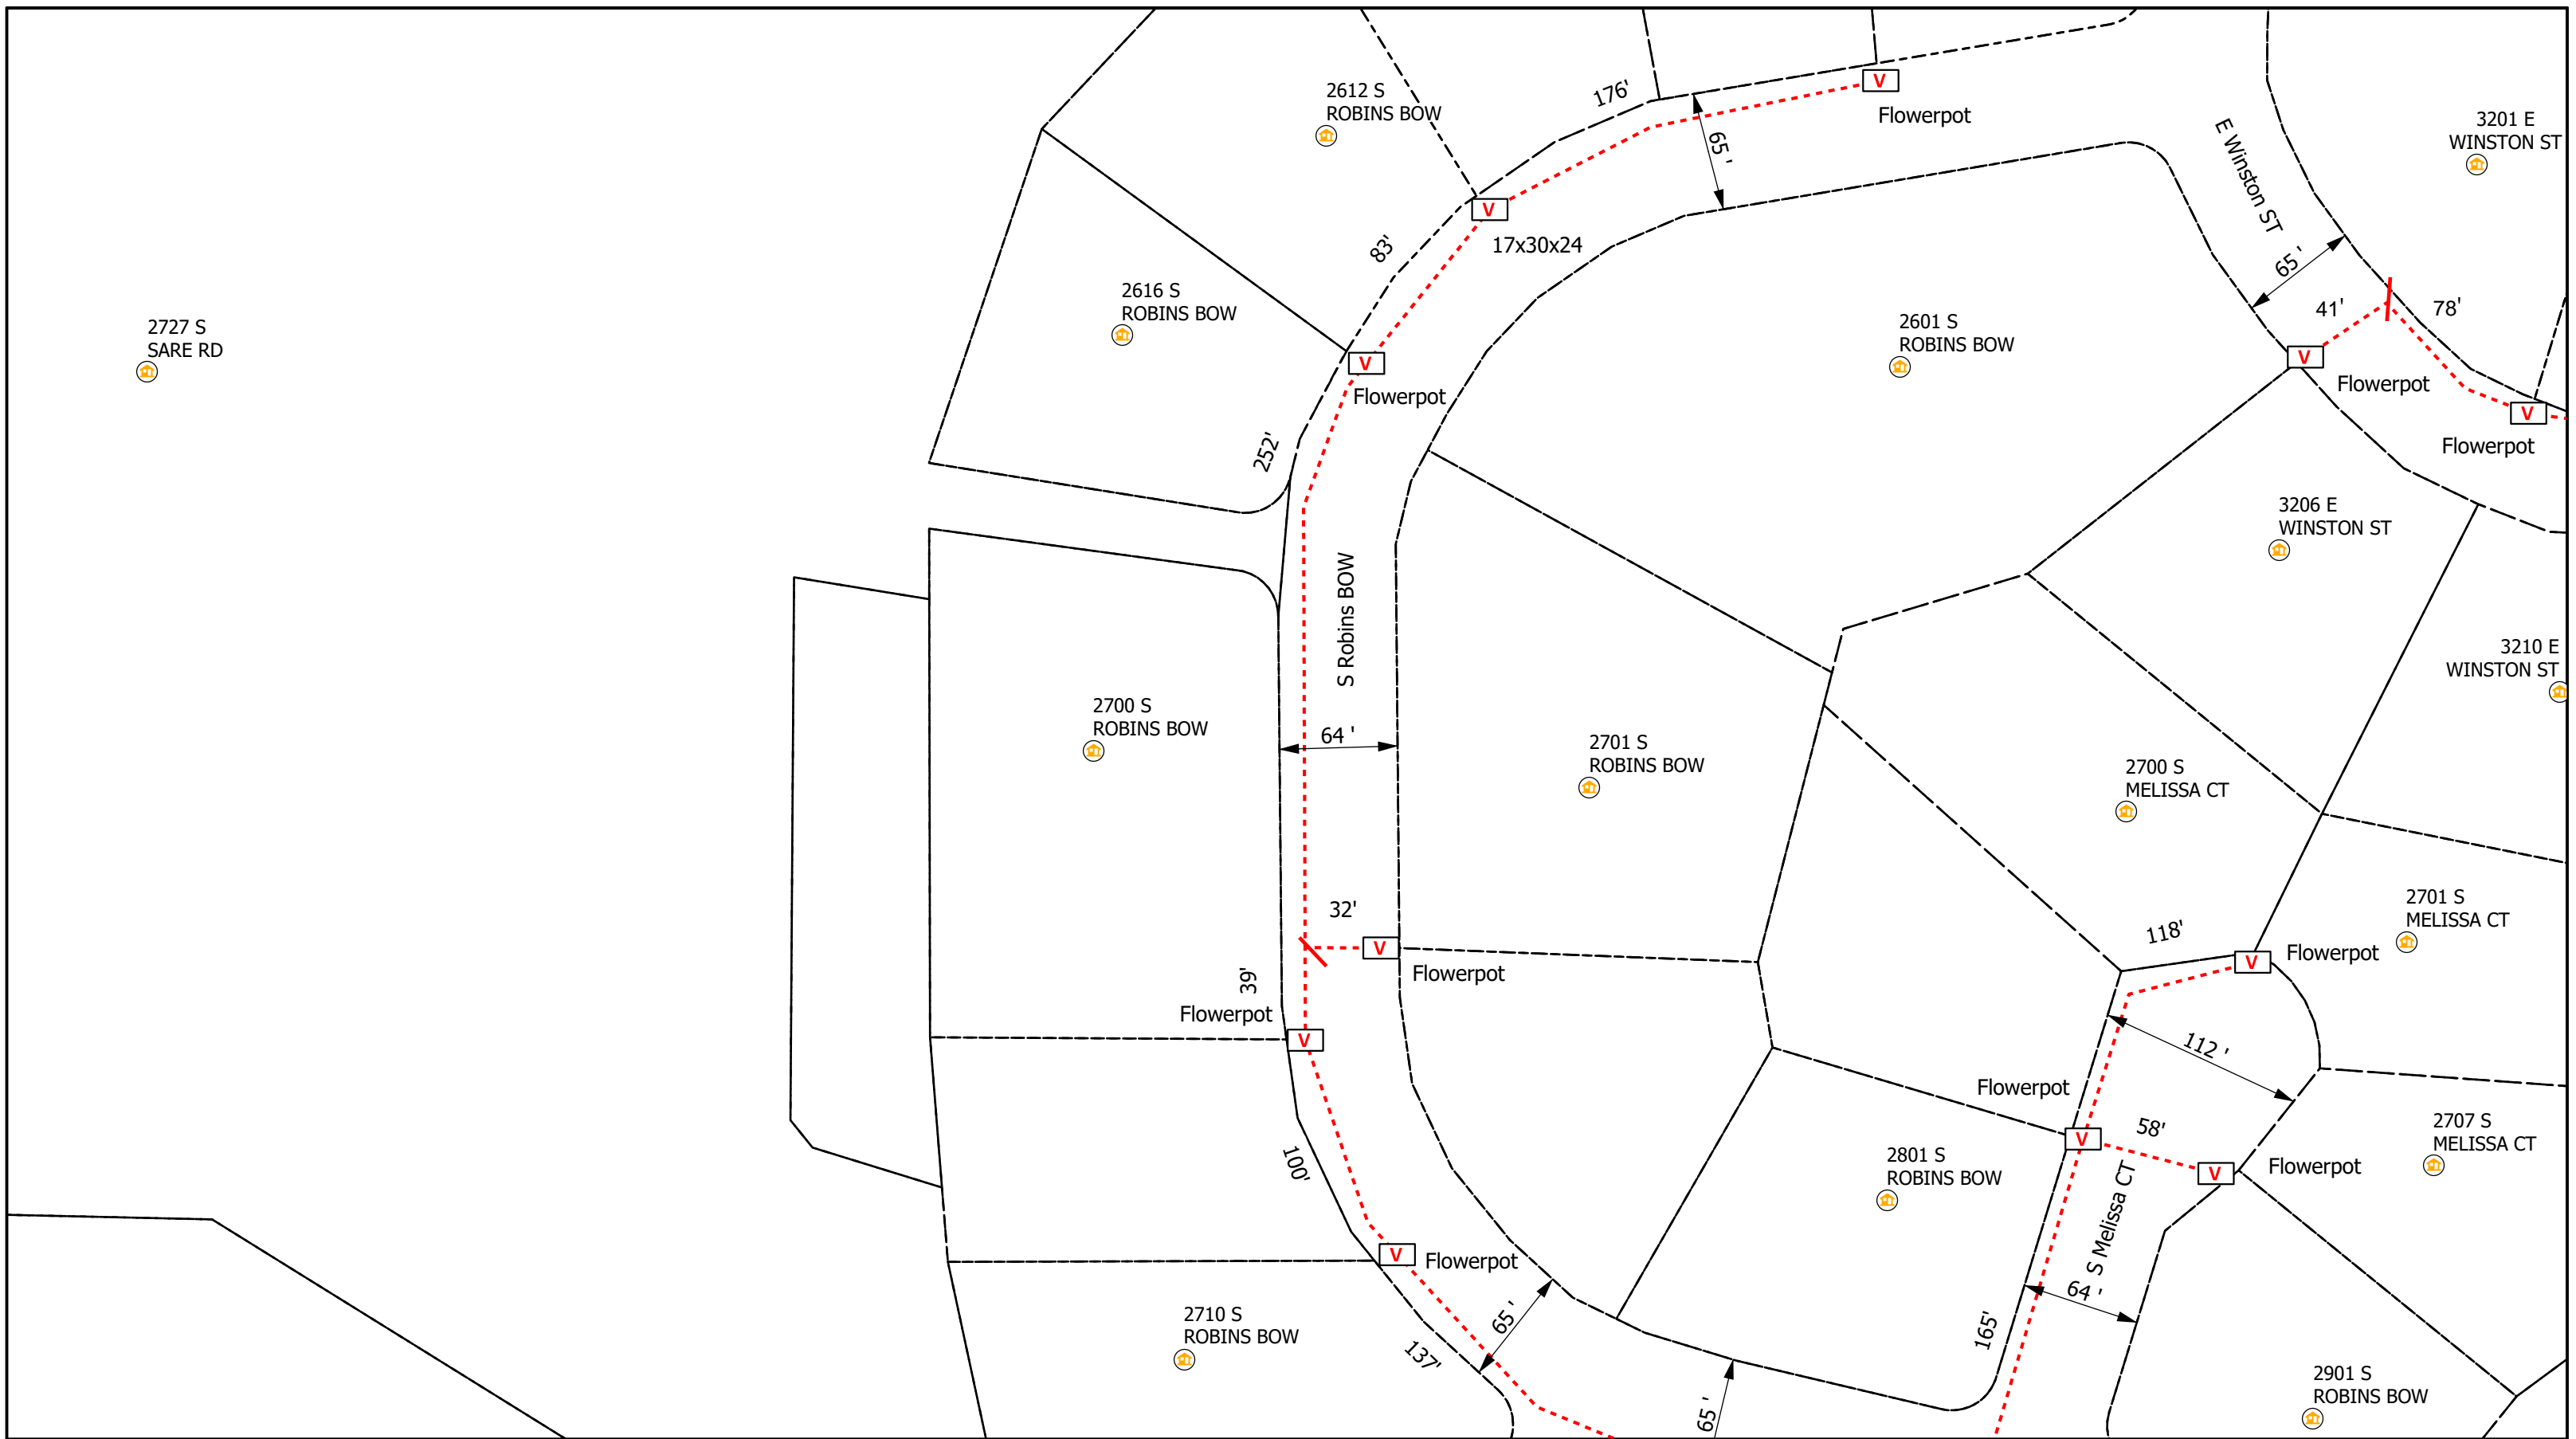 2612 S
ROBINS BOW
176'
V
Flowerpot
65 '
E Winston ST
3201 E
WINSTON ST
V
17x30x24
83'
65 '
41'
78'
2616 S
ROBINS BOW
2727 S
SARE RD
2601 S
ROBINS BOW
V
Flowerpot
V
Flowerpot
V
Flowerpot
252'
3206 E
WINSTON ST
S Robins BOW
3210 E
WINSTON ST
2700 S
ROBINS BOW
64 '
2701 S
ROBINS BOW
2700 S
MELISSA CT
32'
V
Flowerpot
2701 S
MELISSA CT
118'
V
Flowerpot
39'
Flowerpot
V
112 '
Flowerpot
V
58'
V
Flowerpot
2707 S
MELISSA CT
100'
2801 S
ROBINS BOW
S Melissa CT
V
Flowerpot
64 '
2710 S
ROBINS BOW
65 '
137'
165'
65 '
2901 S
ROBINS BOW